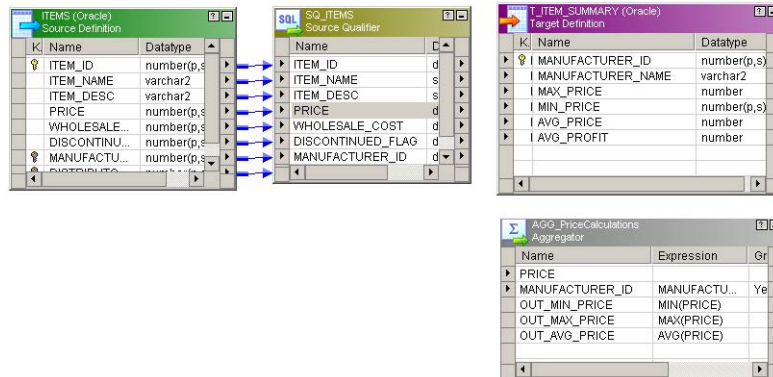 ITEMS (Oracle)
Source Definition
K Name Datatype
ITEM_ID number(p,s
ITEM_NAME varchar2
ITEM_DESC varchar2
PRICE number(p,s
WHOLESALE... number(p,s
DISCONTINU... number(p,s
MANUFACTU... number(p,s
SQL
SQ_ITEMS
Source Qualifier
Name D
ITEM_ID d
ITEM_NAME s
ITEM_DESC s
PRICE d
WHOLESALE_COST d
DISCONTINUED_FLAG d
MANUFACTURER_ID d
T_ITEM_SUMMARY (Oracle)
Target Definition
K Name Datatype
MANUFACTURER_ID number(p,s)
MANUFACTURER_NAME varchar2
MAX_PRICE number
MIN_PRICE number(p,s)
AVG_PRICE number
AVG_PROFIT number
Σ
AGG_PriceCalculations
Aggregator
Name Expression Gr
PRICE
MANUFACTURER_ID MANUFACTU... Ye
OUT_MIN_PRICE MIN(PRICE)
OUT_MAX_PRICE MAX(PRICE)
OUT_AVG_PRICE AVG(PRICE)